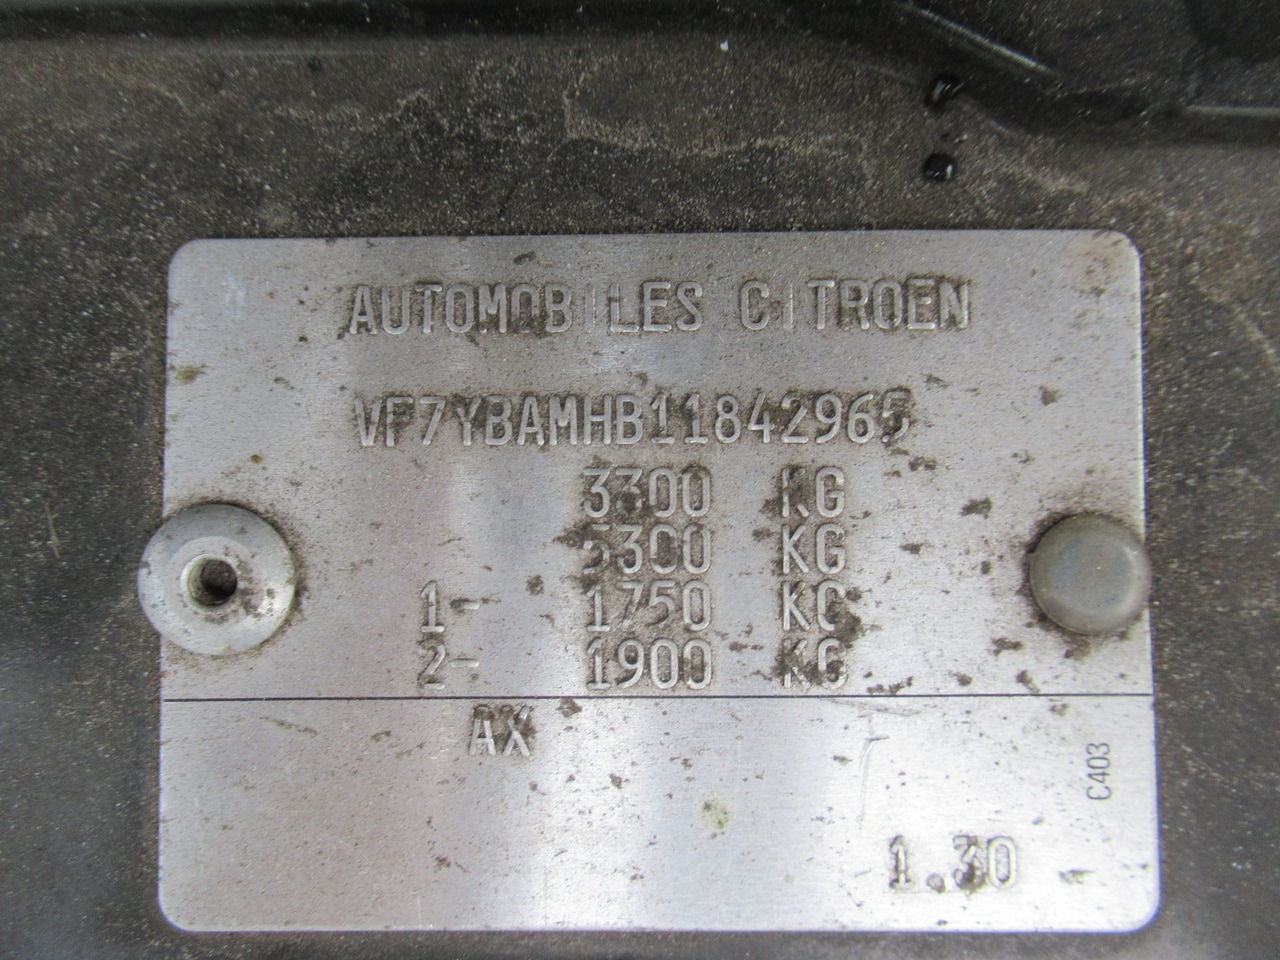 AUTOMOBILES CITROEN
VF7YBAMHB11842965
3300 KG
5300 KG
1- 1750 KG
2- 1900 KG
AX
C403
1.30